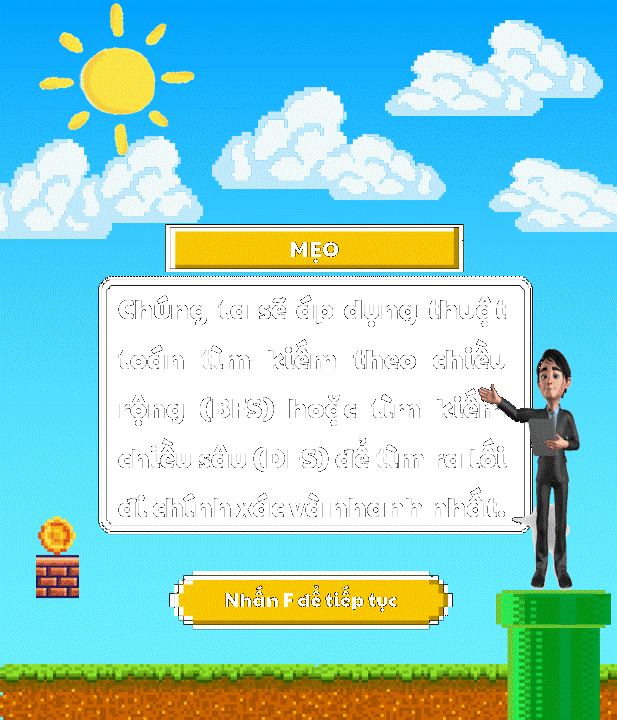 MẸO
Chúng ta sẽ áp dụng thuật
toán tìm kiếm theo chiều
rộng (BFS) hoặc tìm kiếm
chiều sâu (DFS) để tìm ra lối
đi chính xác và nhanh nhất.
Nhấn F để tiếp tục